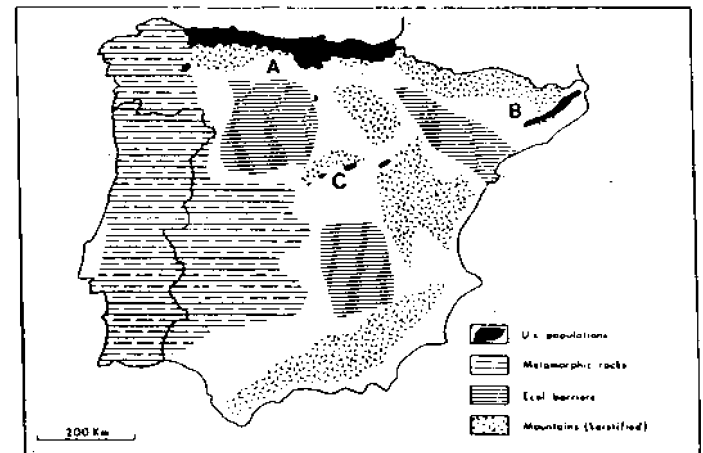 A
B
C
U.s. populations
Metamorphic rocks
Ecol barriers
Mountains (karstified)
200 Km